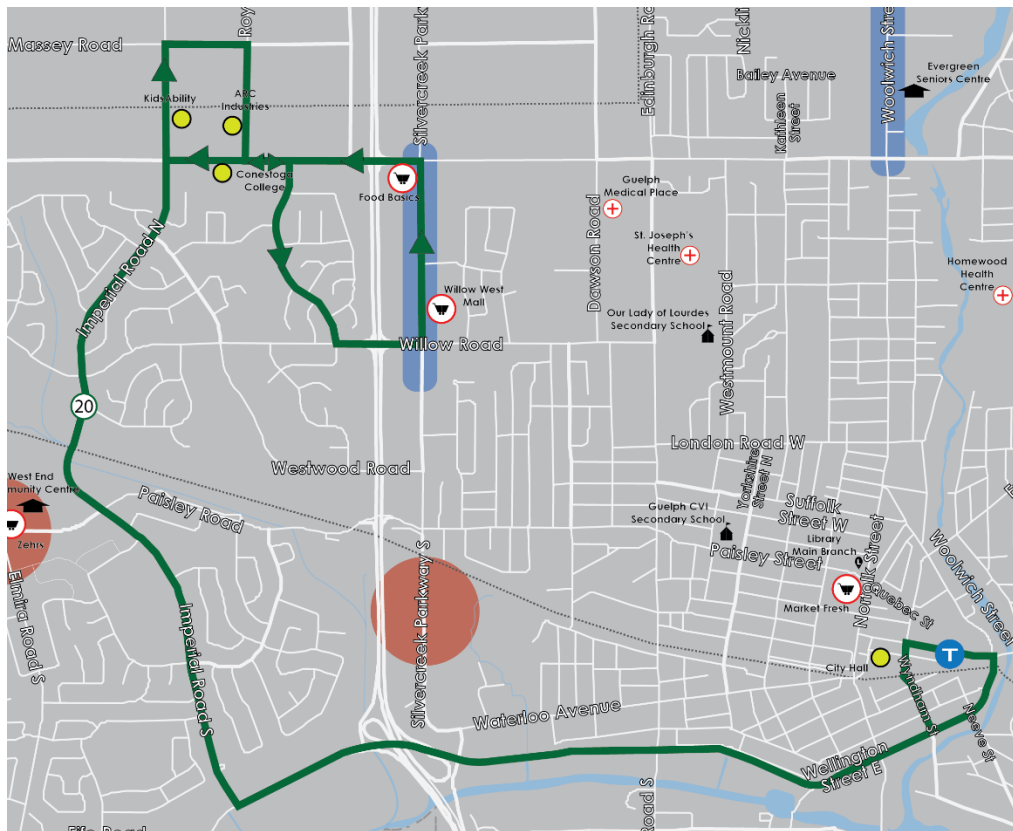 Massey Road
Roy
Silvercreek Park
Edinburgh Ro
Nickli
Woolwich Stre
Bailey Avenue
Evergreen
Seniors Centre
KidsAbility
ARC
Industries
Kathleen
Street
Conestoga
College
Food Basics
Guelph
Medical Place
Dawson Road
St. Joseph's
Health
Centre
Homewood
Health
Centre
Imperial Road N
Willow West
Mall
Our Lady of Lourdes
Secondary School
Westmount Road
Willow Road
20
London Road W
Westwood Road
Yorkshire
Street N
West End
munity Centre
Paisley Road
Suffolk
Street W
Guelph CVI
Secondary School
Library
Main Branch
Paisley Street
Norfolk Street
Woolwich Street
Zehrs
Elmira Road S
Silvercreek Parkway S
Market Fresh
Quebec St
Imperial Road S
City Hall
T
Wyndham St
Neeve St
Waterloo Avenue
Wellington
Street E
Road S
Fife Road